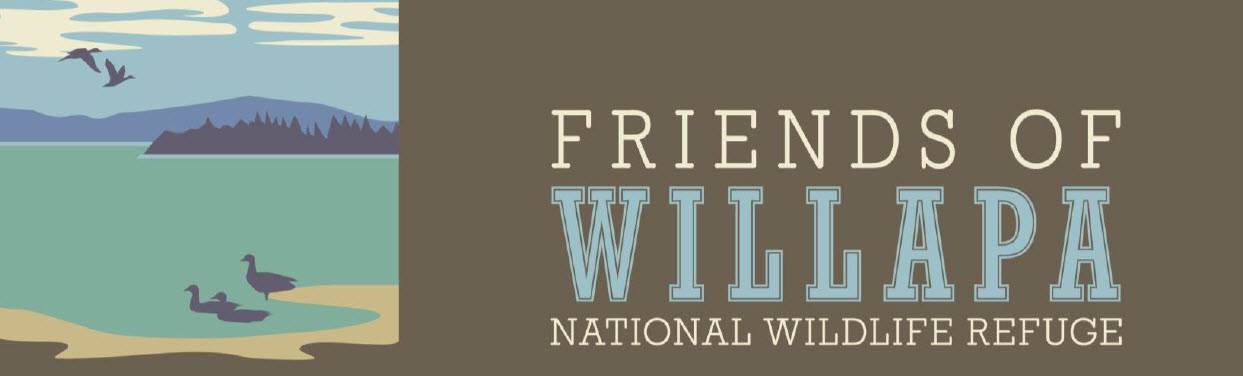 FRIENDS OF
WILLAPA
NATIONAL WILDLIFE REFUGE